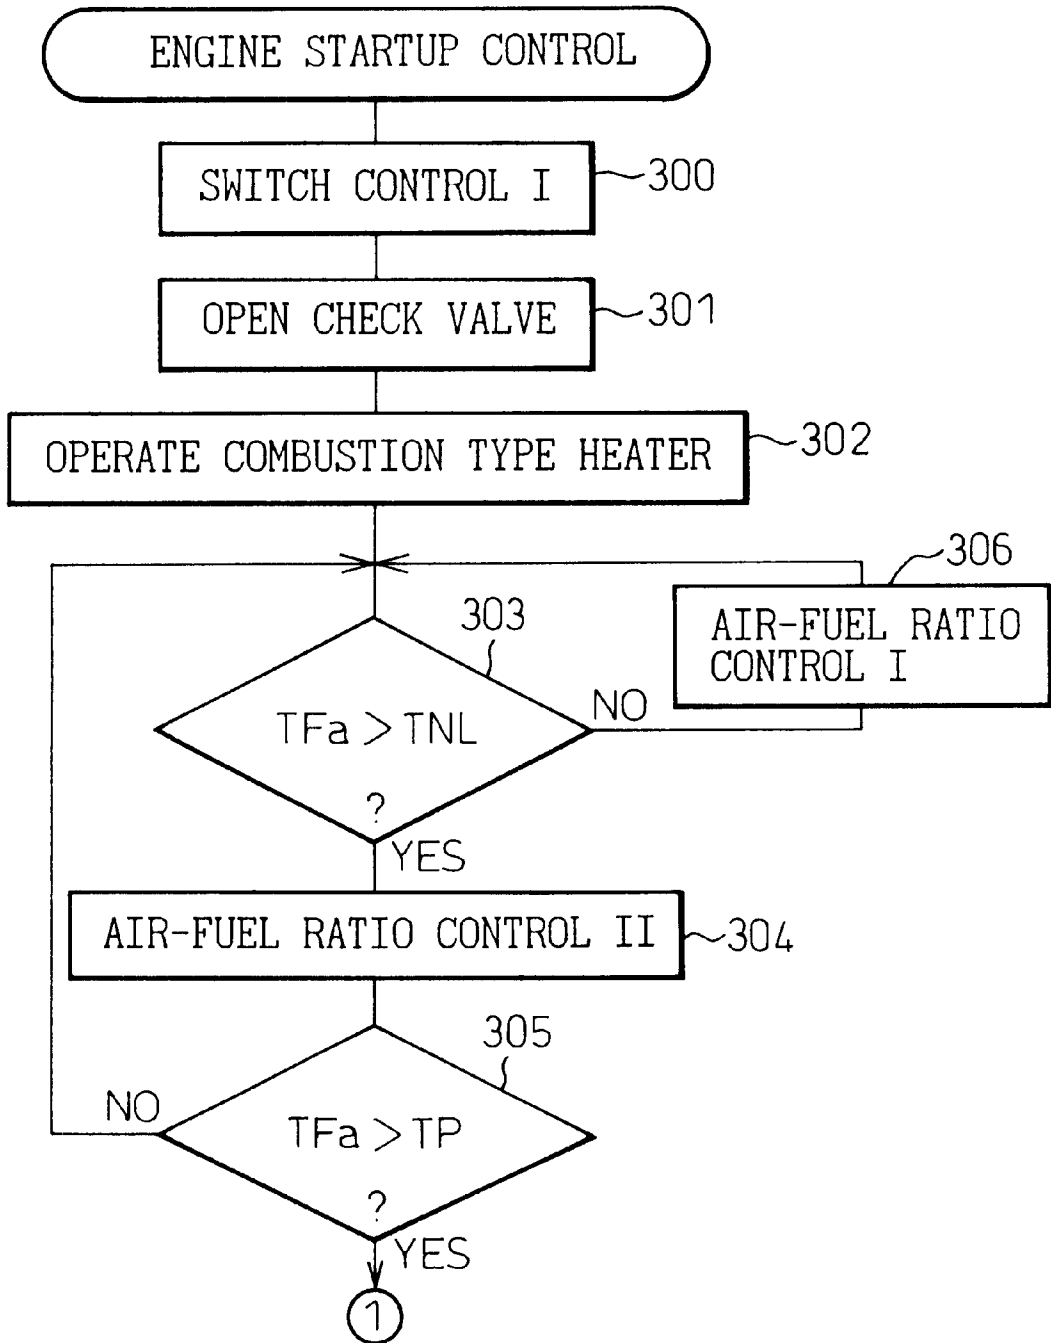 ENGINE STARTUP CONTROL
SWITCH CONTROL I
300
OPEN CHECK VALVE
301
OPERATE COMBUSTION TYPE HEATER
302
306
AIR-FUEL RATIO
CONTROL I
303
TFa > TNL
?
NO
YES
AIR-FUEL RATIO CONTROL II
304
305
NO
TFa > TP
?
YES
1